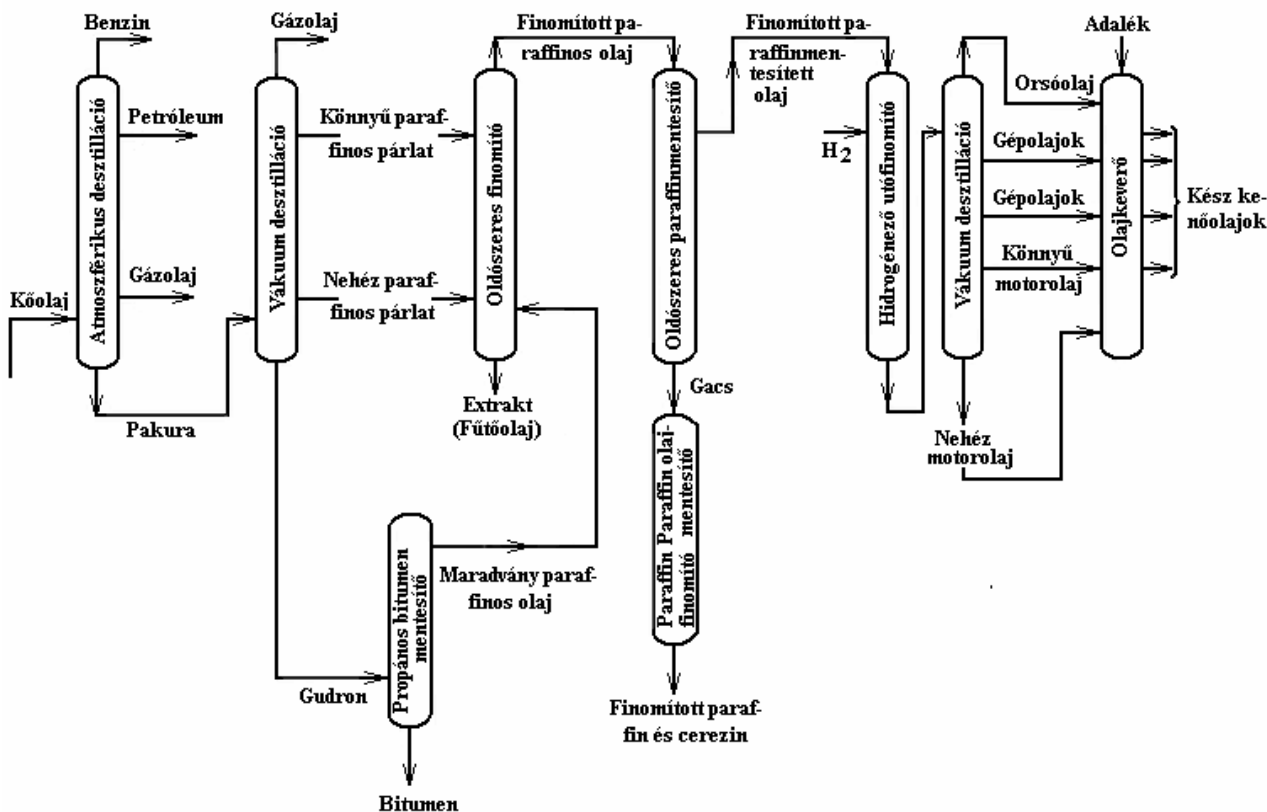 Benzin
Petróleum
Gázolaj
Kőolaj
Atmoszférikus desztilláció
Pakura
Gázolaj
Vákuum desztilláció
Könnyű paraf-
finos párlat
Nehéz paraf-
finos párlat
Gudron
Propános bitumen
mentesítő
Bitumen
Maradvány paraf-
finos olaj
Oldószeres finomító
Extrakt
(Fűtőolaj)
Finomított pa-
raffinos olaj
Oldószeres paraffinmentesítő
Gacs
Paraffin Paraffin olaj-
finomító mentesítő
Finomított paraf-
fin és cerezin
Finomított pa-
raffinmen-
tesített
olaj
H2
Hidrogénező utófinomító
Vákuum desztilláció
Orsóolaj
Gépolajok
Gépolajok
Könnyű
motorolaj
Nehéz
motorolaj
Adalék
Olajkeverő
Kész ke-
nőolajok